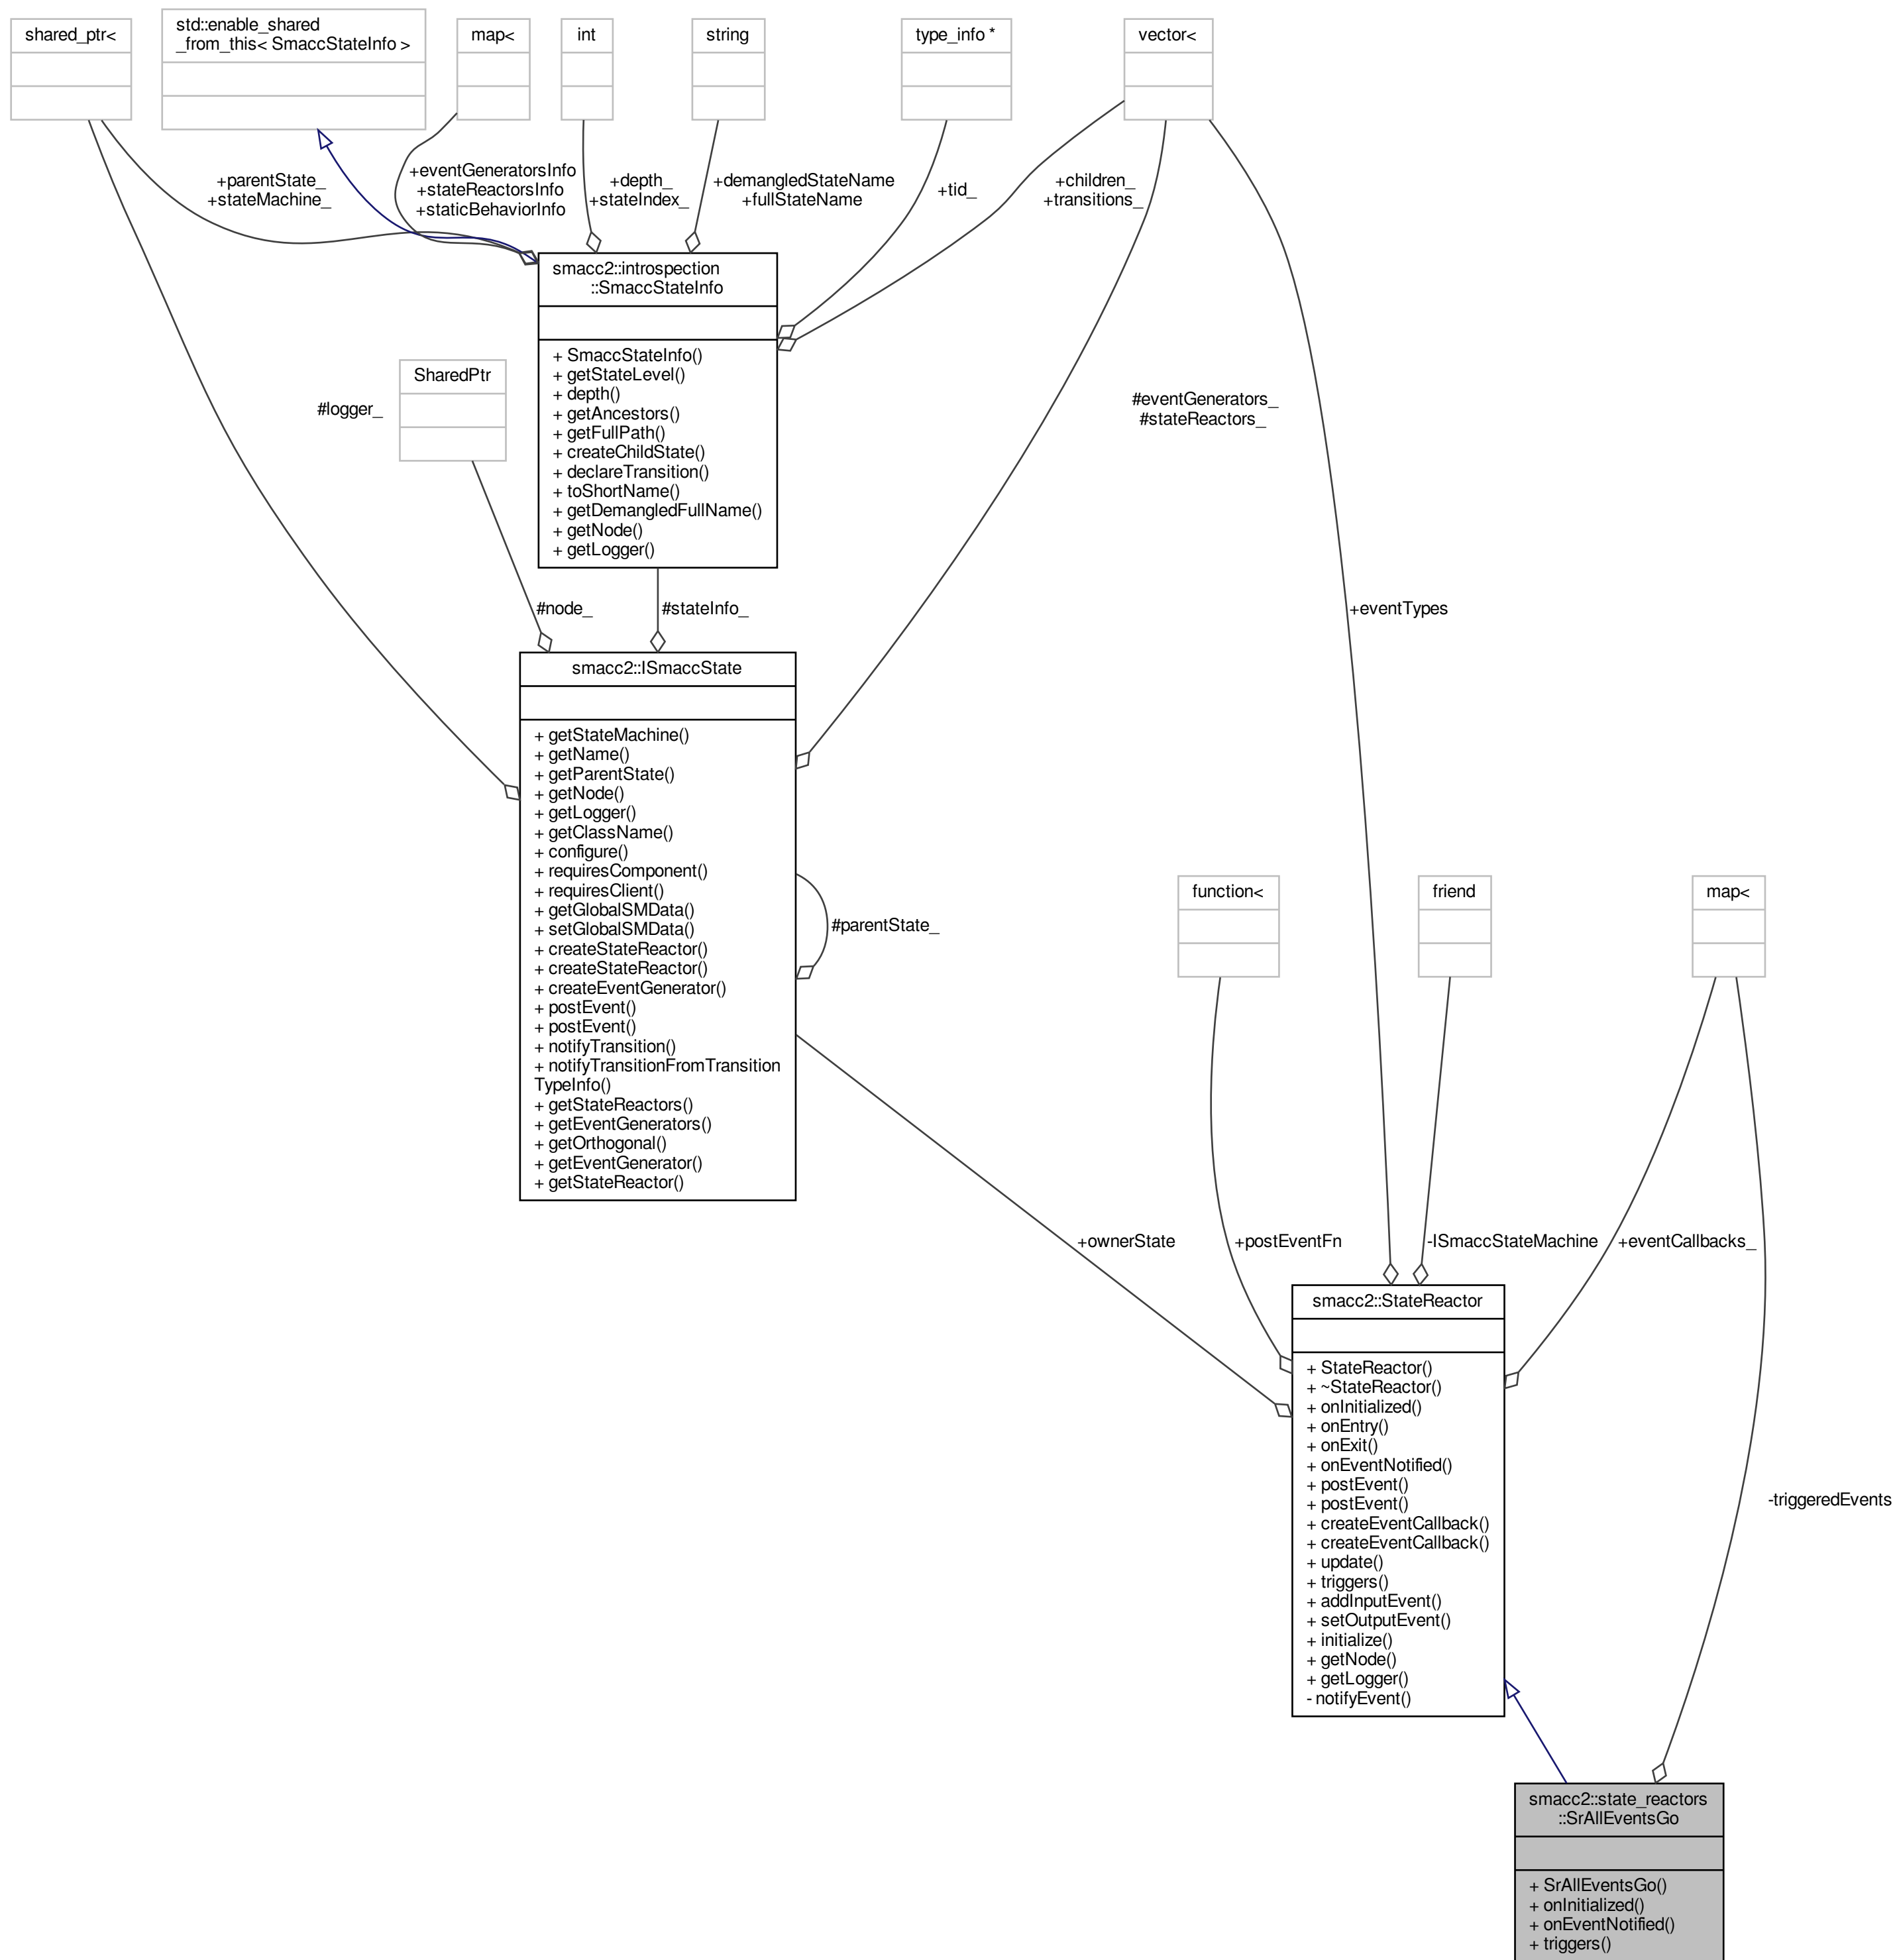 shared_ptr<
std::enable_shared
_from_this< SmaccStateInfo >
map<
int
string
type_info *
vector<
+parentState_
+stateMachine_
+eventGeneratorsInfo
+stateReactorsInfo
+staticBehaviorInfo
+depth_
+stateIndex_
+demangledStateName
+fullStateName
+tid_
+children_
+transitions_
smacc2::introspection
::SmaccStateInfo
+ SmaccStateInfo()
+ getStateLevel()
+ depth()
+ getAncestors()
+ getFullPath()
+ createChildState()
+ declareTransition()
+ toShortName()
+ getDemangledFullName()
+ getNode()
+ getLogger()
SharedPtr
#logger_
#eventGenerators_
#stateReactors_
#node_
#stateInfo_
+eventTypes
smacc2::ISmaccState
+ getStateMachine()
+ getName()
+ getParentState()
+ getNode()
+ getLogger()
+ getClassName()
+ configure()
+ requiresComponent()
+ requiresClient()
+ getGlobalSMData()
+ setGlobalSMData()
+ createStateReactor()
+ createStateReactor()
+ createEventGenerator()
+ postEvent()
+ postEvent()
+ notifyTransition()
+ notifyTransitionFromTransition
TypeInfo()
+ getStateReactors()
+ getEventGenerators()
+ getOrthogonal()
+ getEventGenerator()
+ getStateReactor()
#parentState_
function<
friend
map<
+ownerState
+postEventFn
-ISmaccStateMachine
+eventCallbacks_
smacc2::StateReactor
+ StateReactor()
+ ~StateReactor()
+ onInitialized()
+ onEntry()
+ onExit()
+ onEventNotified()
+ postEvent()
+ postEvent()
+ createEventCallback()
+ createEventCallback()
+ update()
+ triggers()
+ addInputEvent()
+ setOutputEvent()
+ initialize()
+ getNode()
+ getLogger()
- notifyEvent()
-triggeredEvents
smacc2::state_reactors
::SrAllEventsGo
+ SrAllEventsGo()
+ onInitialized()
+ onEventNotified()
+ triggers()